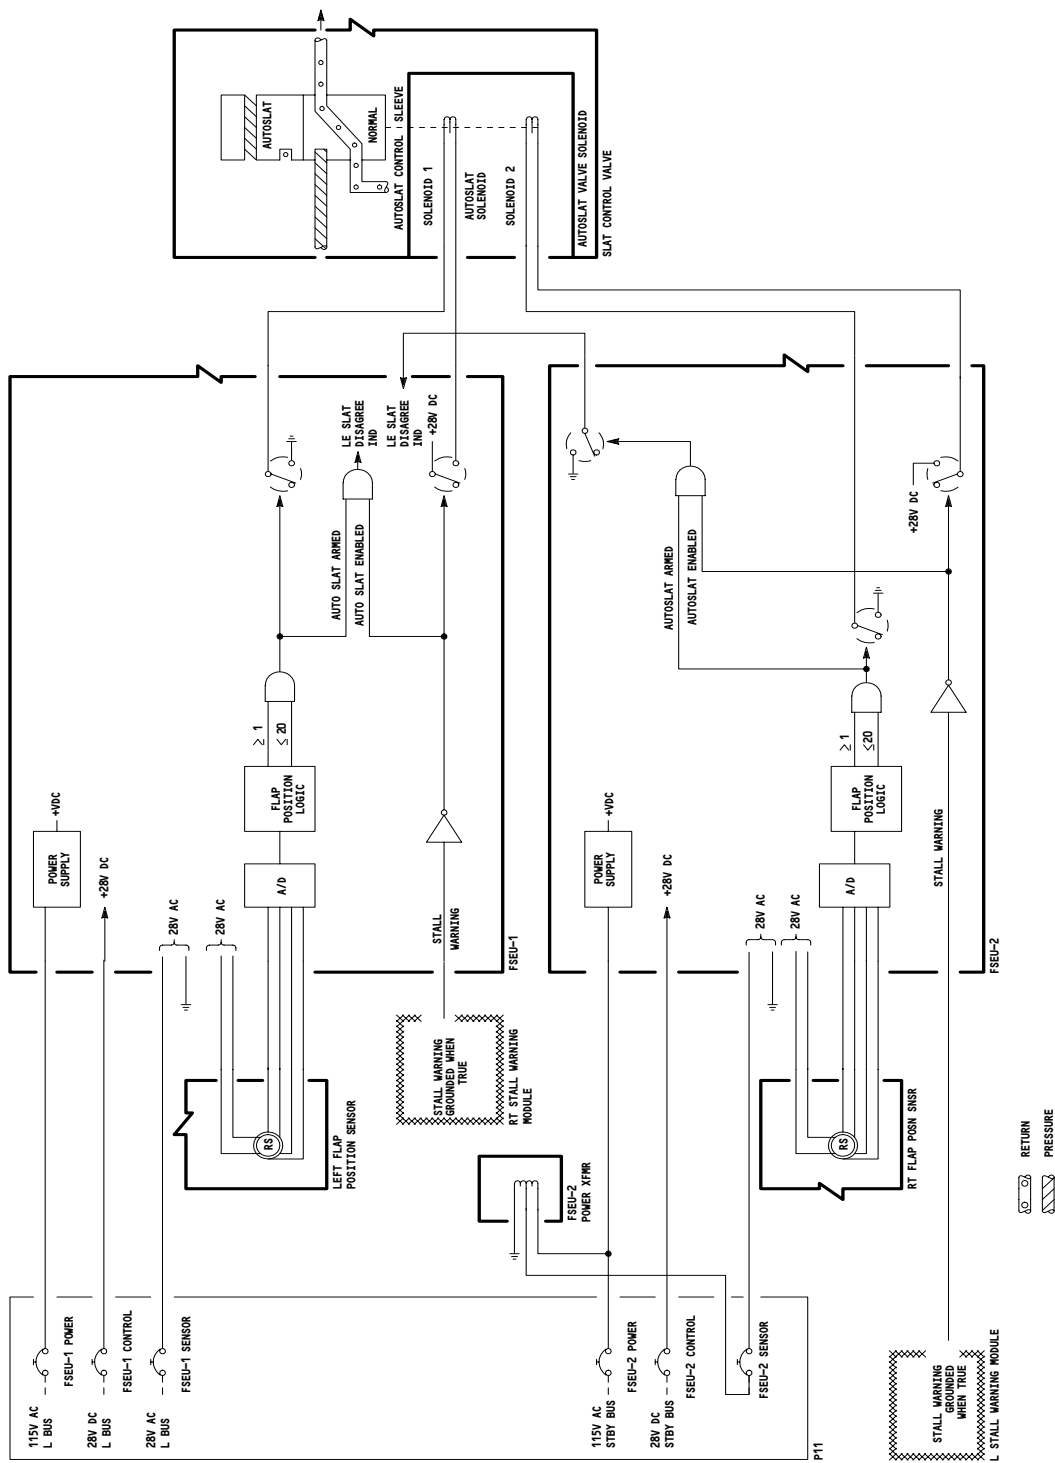 115V AC
L BUS
FSEU-1 POWER
28V DC
L BUS
FSEU-1 CONTROL
28V AC
L BUS
FSEU-1 SENSOR
115V AC
STBY BUS
FSEU-2 POWER
28V DC
STBY BUS
FSEU-2 CONTROL
FSEU-2 SENSOR
P11
STALL WARNING
GROUNDED
WHEN TRUE
L STALL WARNING MODULE
FSEU-2
POWER XFMR
RS
LEFT FLAP
POSITION SENSOR
STALL WARNING
GROUNDED WHEN
TRUE
RT STALL WARNING
MODULE
RS
RT FLAP POSN SNSR
RETURN
PRESSURE
POWER
SUPPLY
+VDC
+28V DC
28V AC
28V AC
A/D
FLAP
POSITION
LOGIC
≥ 1
≤ 20
STALL
WARNING
AUTO SLAT ARMED
AUTO SLAT ENABLED
LE SLAT
DISAGREE
IND
LE SLAT
DISAGREE
IND
+28V DC
FSEU-1
POWER
SUPPLY
+VDC
+28V DC
28V AC
28V AC
A/D
FLAP
POSITION
LOGIC
≥ 1
≤20
STALL WARNING
AUTOSLAT ARMED
AUTOSLAT ENABLED
+28V DC
FSEU-2
AUTOSLAT
NORMAL
AUTOSLAT CONTROL SLEEVE
SOLENOID 1
AUTOSLAT
SOLENOID
SOLENOID 2
AUTOSLAT VALVE SOLENOID
SLAT CONTROL VALVE